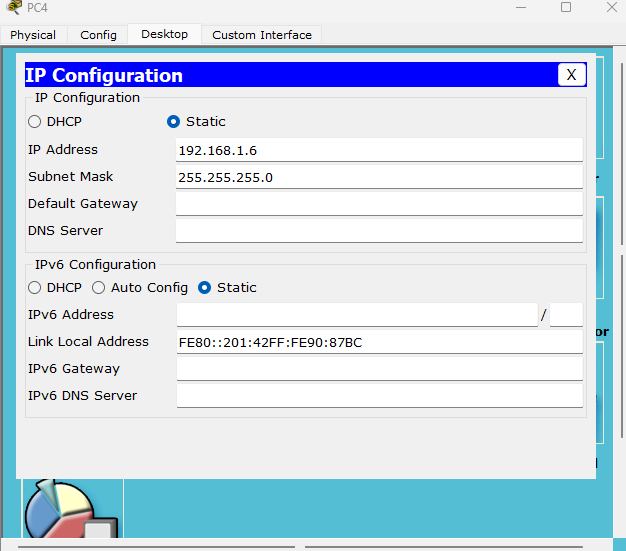 PC4
Physical Config Desktop Custom Interface
IP Configuration X
IP Configuration
DHCP Static
IP Address 192.168.1.6
Subnet Mask 255.255.255.0
Default Gateway
DNS Server
IPv6 Configuration
DHCP Auto Config Static
IPv6 Address /
Link Local Address FE80::201:42FF:FE90:87BC
IPv6 Gateway
IPv6 DNS Server
or